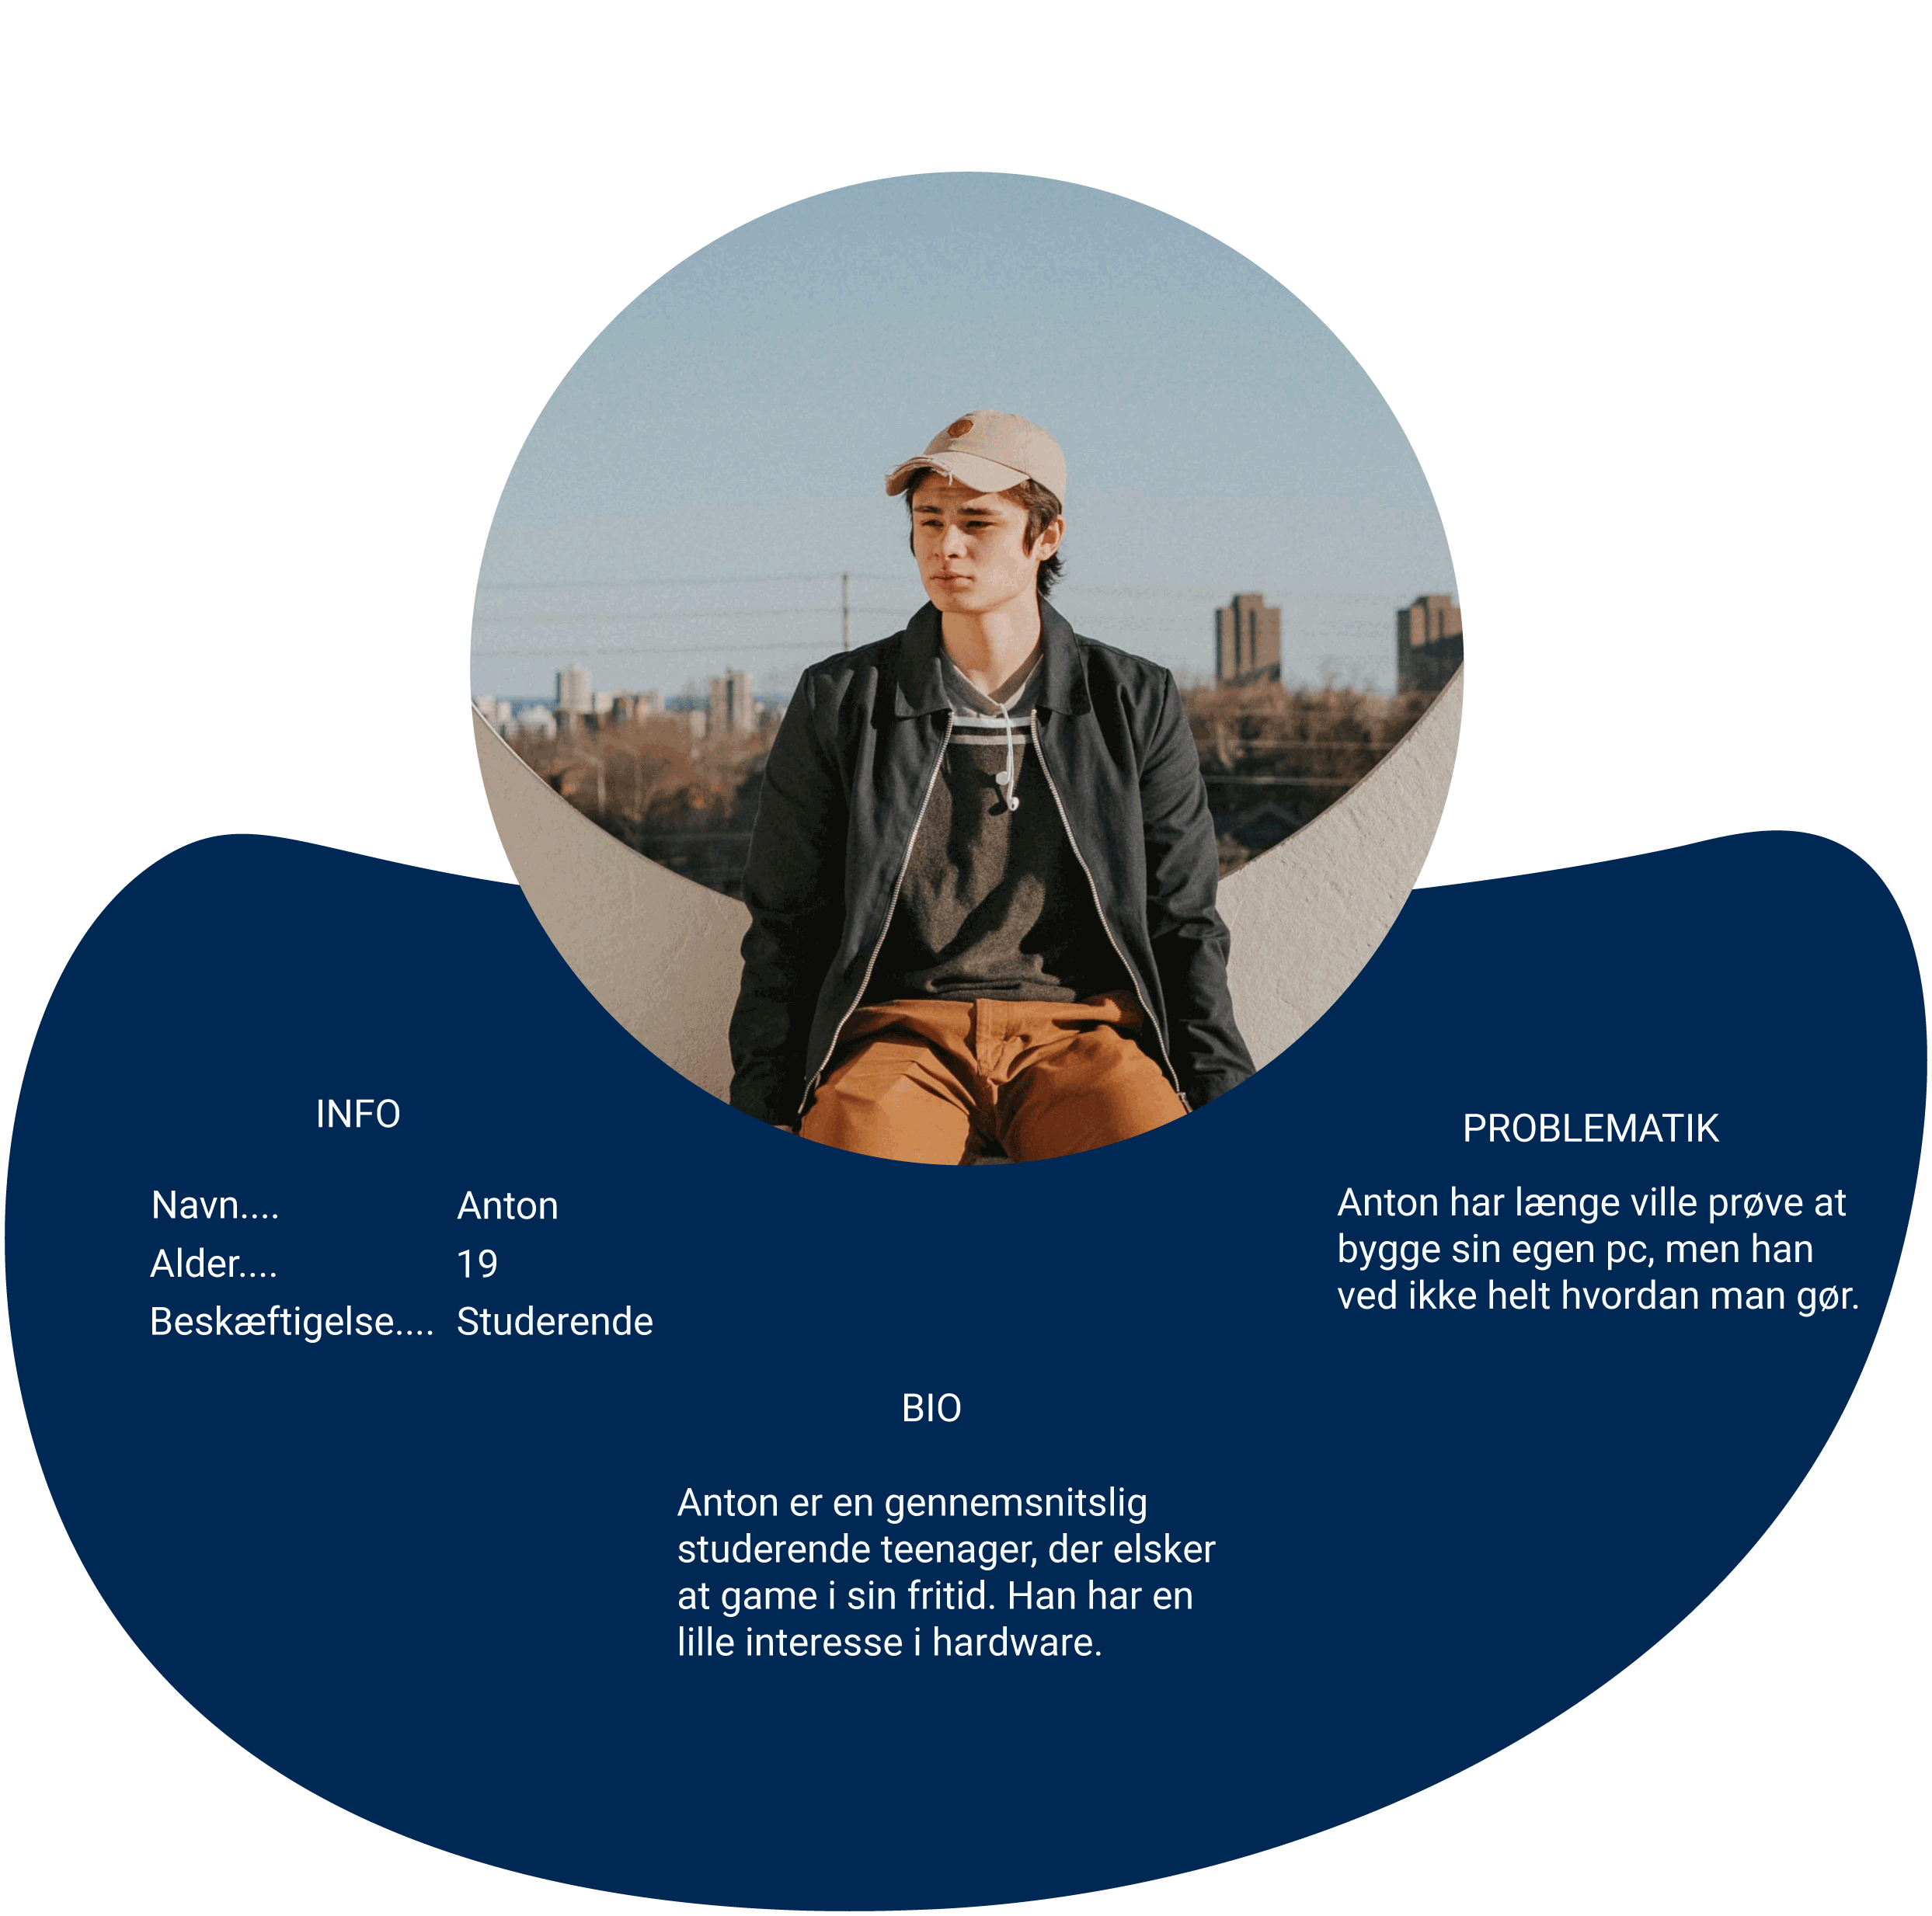 INFO
Navn.... Anton
Alder.... 19
Beskæftigelse.... Studerende
PROBLEMATIK
Anton har længe ville prøve at
bygge sin egen pc, men han
ved ikke helt hvordan man gør.
BIO
Anton er en gennemsnitslig
studerende teenager, der elsker
at game i sin fritid. Han har en
lille interesse i hardware.